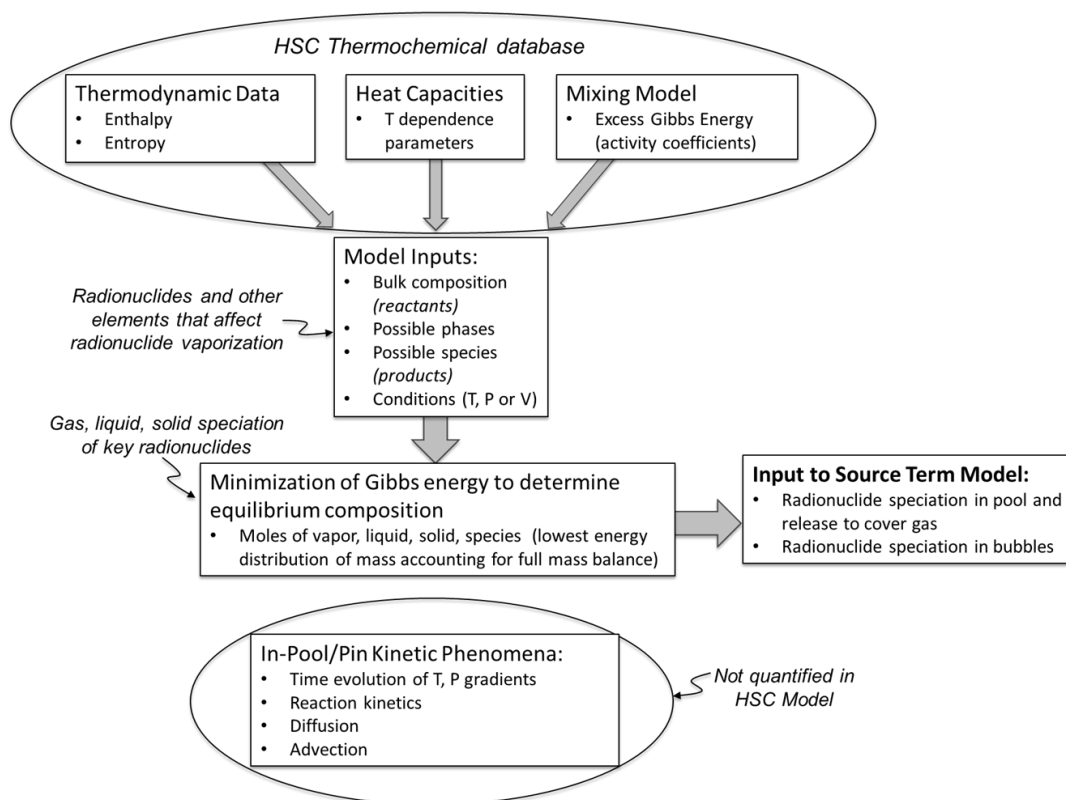 HSC Thermochemical database
Thermodynamic Data
• Enthalpy
• Entropy
Heat Capacities
• T dependence
parameters
Mixing Model
• Excess Gibbs Energy
(activity coefficients)
Model Inputs:
• Bulk composition
(reactants)
• Possible phases
• Possible species
(products)
• Conditions (T, P or V)
Radionuclides and other
elements that affect
radionuclide vaporization
Gas, liquid, solid speciation
of key radionuclides
Minimization of Gibbs energy to determine
equilibrium composition
• Moles of vapor, liquid, solid, species (lowest energy
distribution of mass accounting for full mass balance)
Input to Source Term Model:
• Radionuclide speciation in pool and
release to cover gas
• Radionuclide speciation in bubbles
In-Pool/Pin Kinetic Phenomena:
• Time evolution of T, P gradients
• Reaction kinetics
• Diffusion
• Advection
Not quantified in
HSC Model